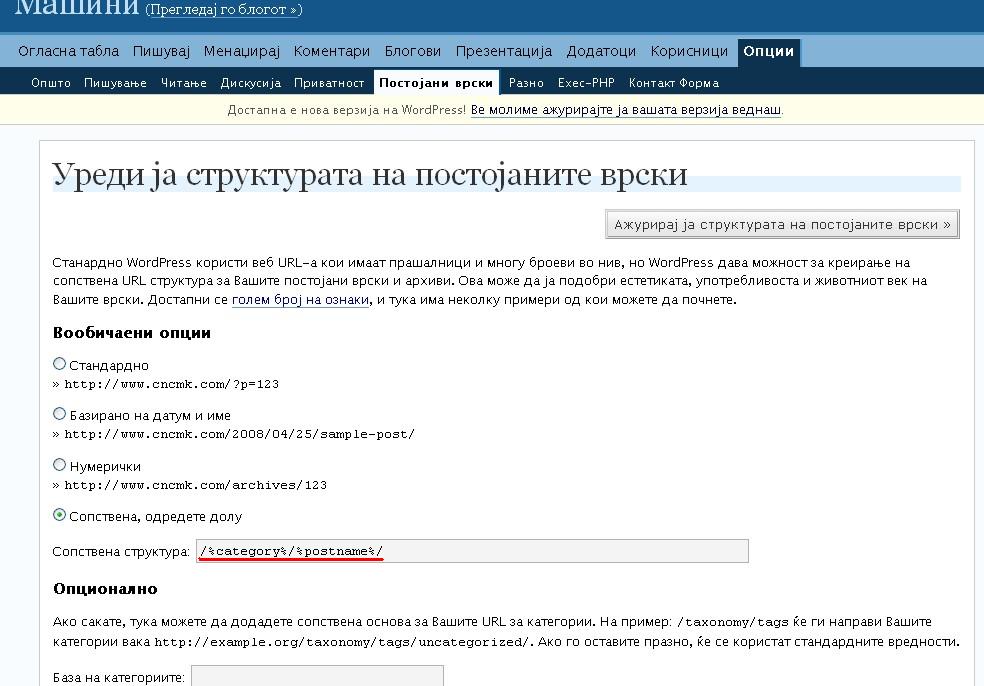 Машини (Прегледај го блогот »)
Огласна табла Пишувај Менаџирај Коментари Блогови Презентација Додатоци Корисници Опции
Општо Пишување Читање Дискусија Приватност Постојани врски Разно Exec-PHP Контакт Форма
Достапна е нова верзија на WordPress! Ве молиме ажурирајте ја вашата верзија веднаш.
Уреди ја структурата на постојаните врски
Ажурирај ја структурата на постојаните врски »
Станардно WordPress користи веб URL-а кои имаат прашалници и многу броеви во нив, но WordPress дава можност за креирање на
сопствена URL структура за Вашите постојани врски и архиви. Ова може да ја подобри естетиката, употребливоста и животниот век на
Вашите врски. Достапни се голем број на ознаки, и тука има неколку примери од кои можете да почнете.
Вообичаени опции
Стандардно
» http://www.cncmk.com/?p=123
Базирано на датум и име
» http://www.cncmk.com/2008/04/25/sample-post/
Нумерички
» http://www.cncmk.com/archives/123
Сопствена, одредете долу
Сопствена структура: /%category%/%postname%/
Опционално
Ако сакате, тука можете да додадете сопствена основа за Вашите URL за категории. На пример: /taxonomy/tags ќе ги направи Вашите
категории вака http://example.org/taxonomy/tags/uncategorized/. Ако го оставите празно, ќе се користат стандардните вредности.
База на категориите: